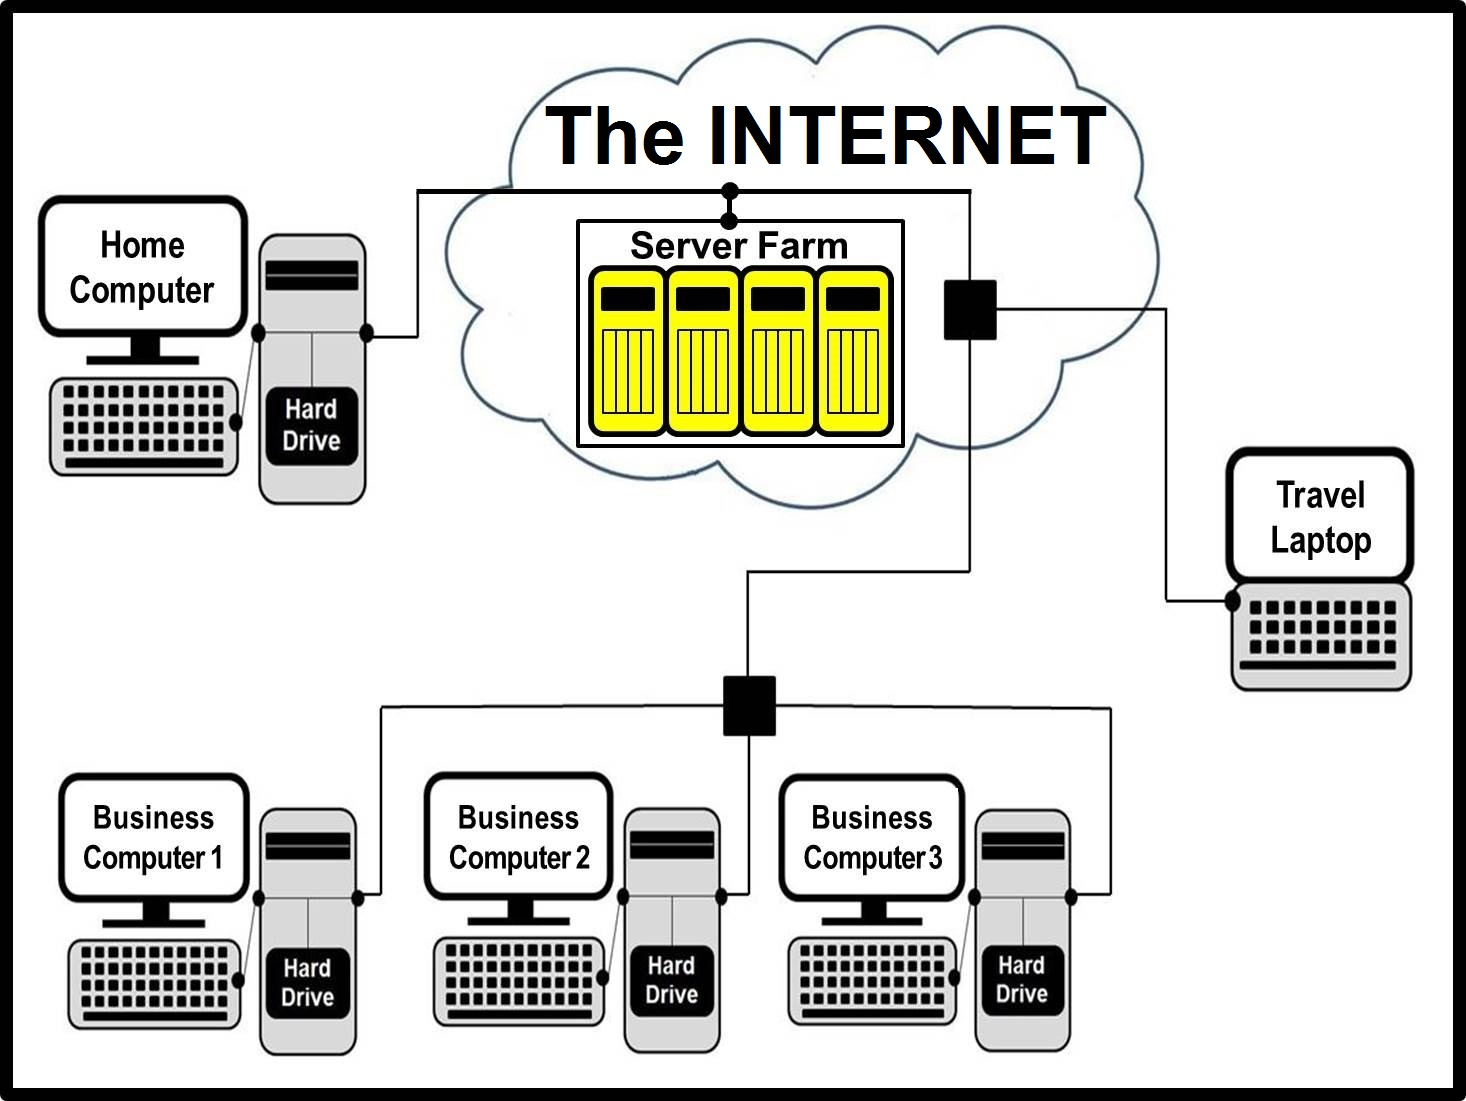 The INTERNET
Server Farm
Home
Computer
Hard
Drive
Travel
Laptop
Business
Computer 1
Hard
Drive
Business
Computer 2
Hard
Drive
Business
Computer 3
Hard
Drive